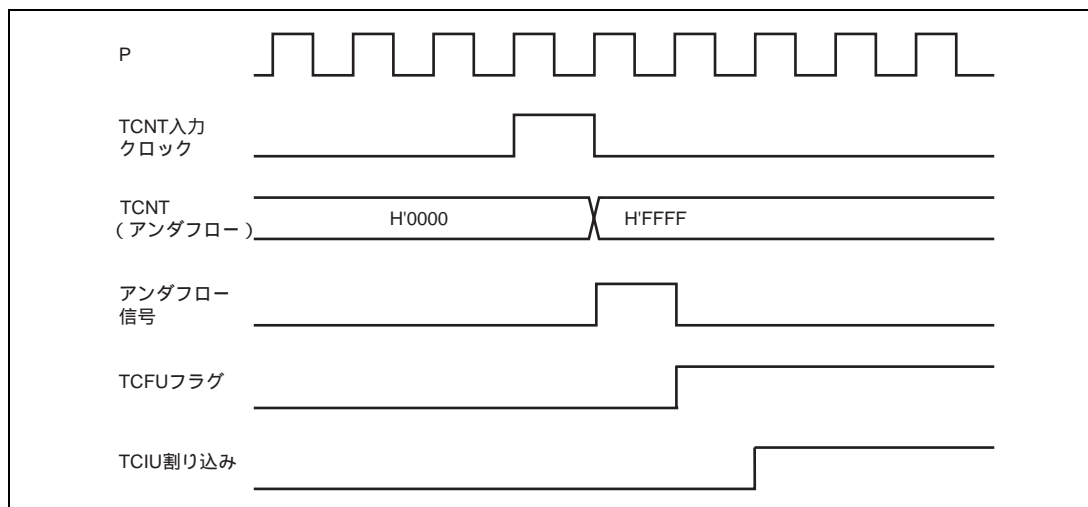 P
TCNT入力
クロック
TCNT
（アンダフロー）
H'0000
H'FFFF
アンダフロー
信号
TCFUフラグ
TCIU割り込み